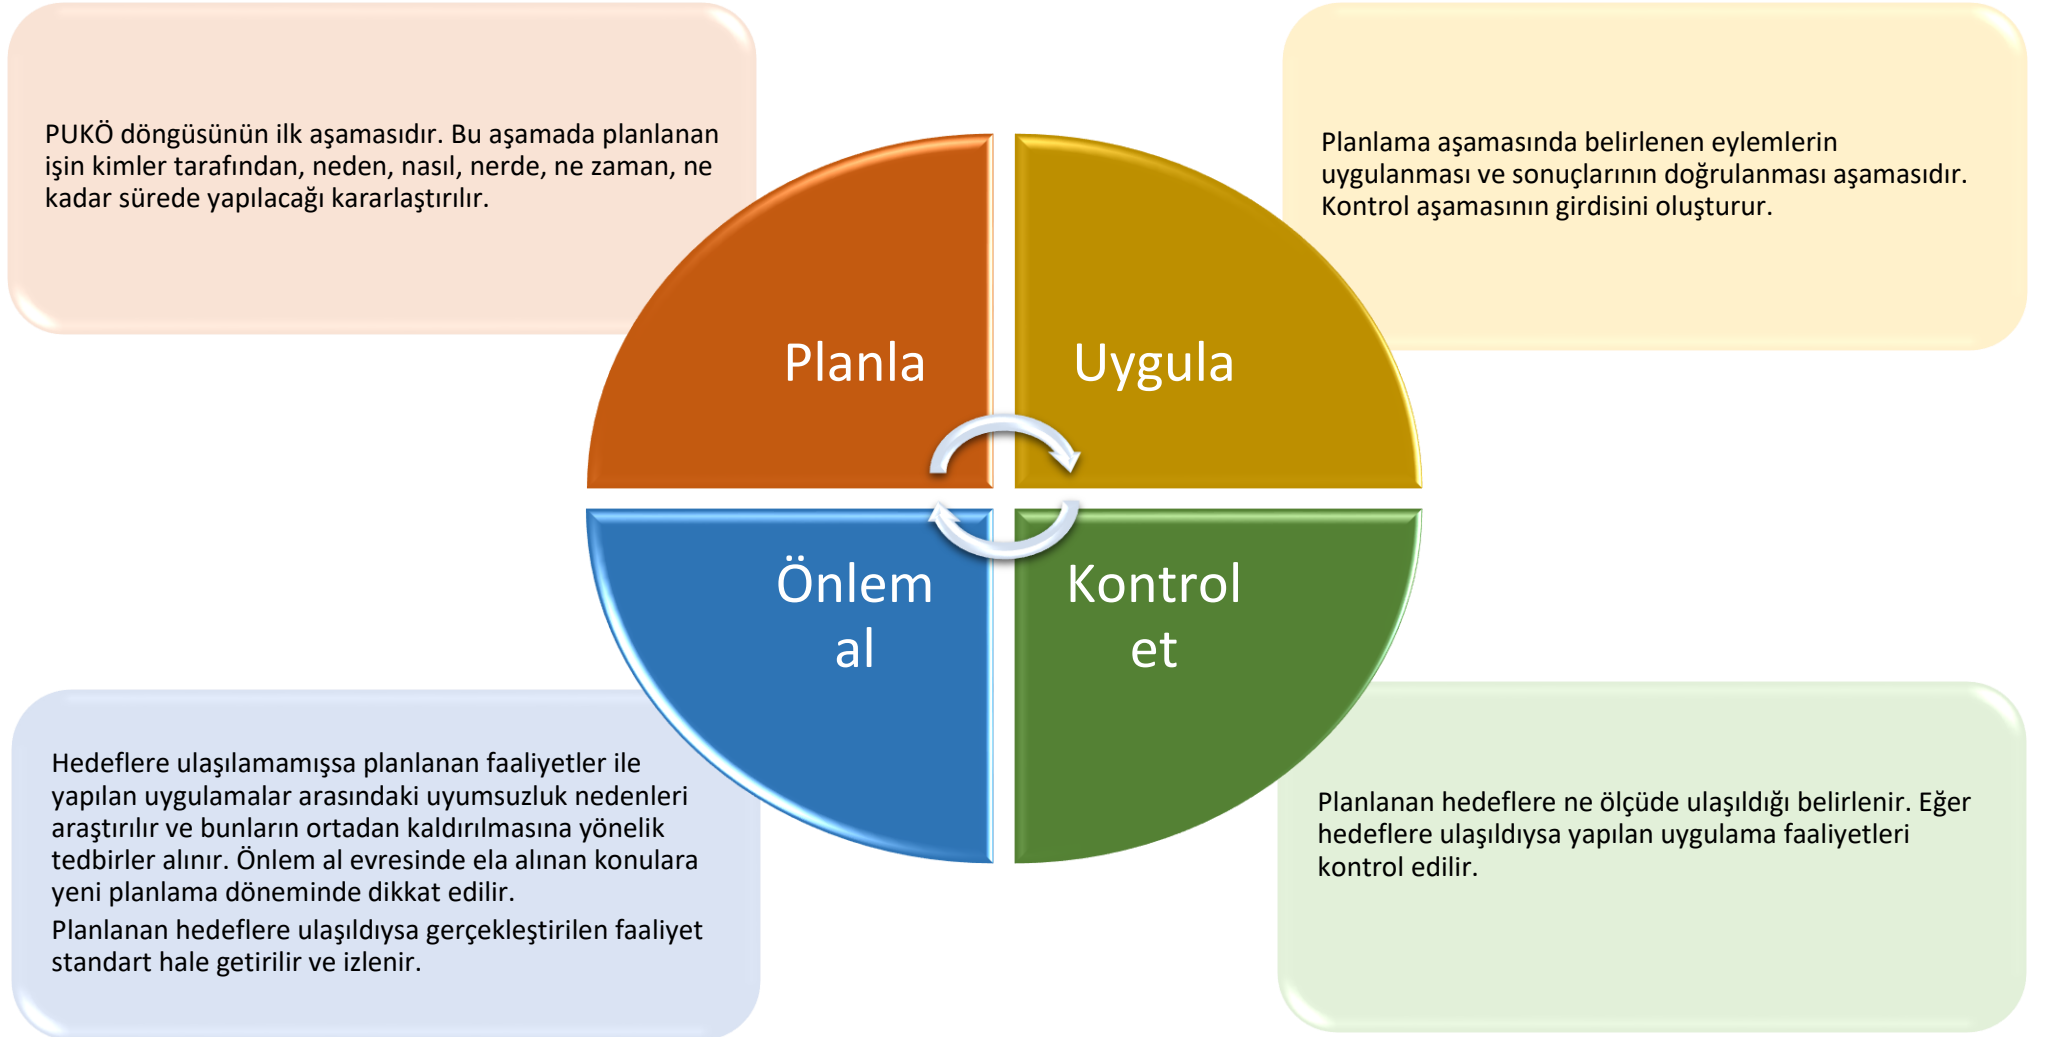 PUKÖ döngüsünün ilk aşamasıdır. Bu aşamada planlanan
işin kimler tarafından, neden, nasıl, nerde, ne zaman, ne
kadar sürede yapılacağı kararlaştırılır.
Planlama aşamasında belirlenen eylemlerin
uygulanması ve sonuçlarının doğrulanması aşamasıdır.
Kontrol aşamasının girdisini oluşturur.
Planla
Uygula
Önlem
al
Kontrol
et
Hedeflere ulaşılamamışsa planlanan faaliyetler ile
yapılan uygulamalar arasındaki uyumsuzluk nedenleri
araştırılır ve bunların ortadan kaldırılmasına yönelik
tedbirler alınır. Önlem al evresinde ela alınan konulara
yeni planlama döneminde dikkat edilir.
Planlanan hedeflere ulaşıldıysa gerçekleştirilen faaliyet
standart hale getirilir ve izlenir.
Planlanan hedeflere ne ölçüde ulaşıldığı belirlenir. Eğer
hedeflere ulaşıldıysa yapılan uygulama faaliyetleri
kontrol edilir.